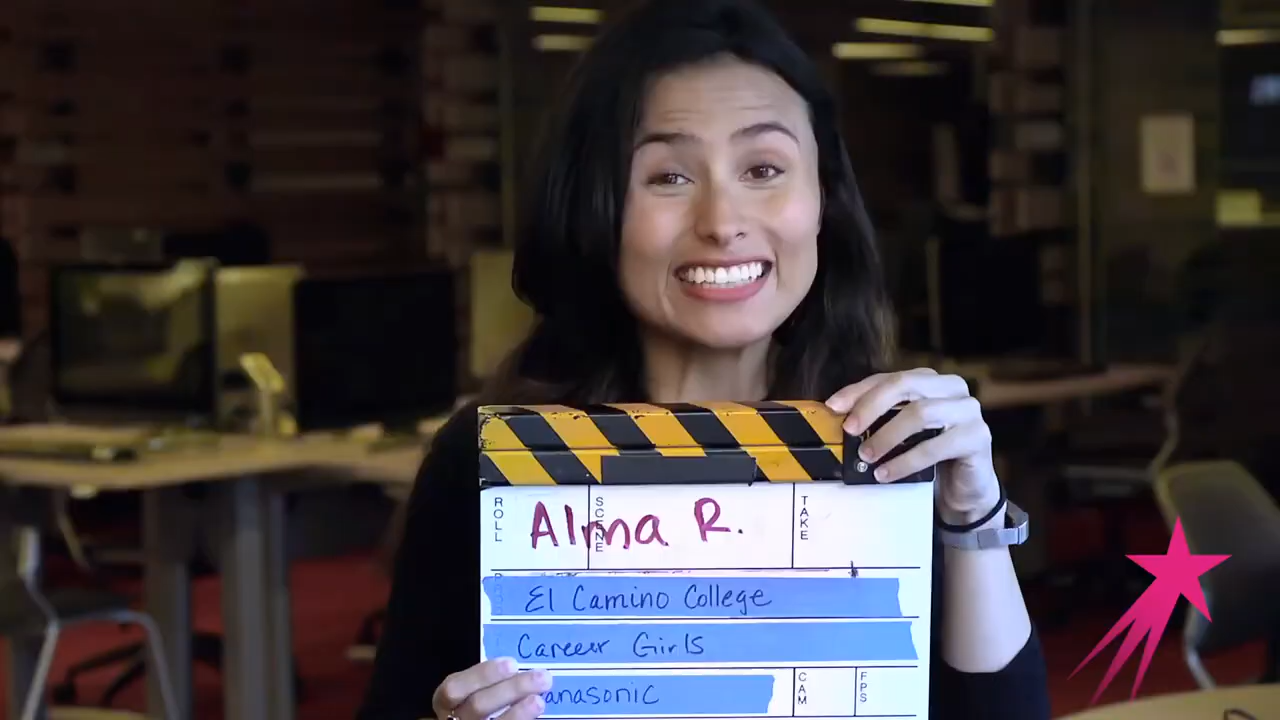 ROLL SCENE TAKE
Alma R.
El Camino College
Career Girls
anasonic CAM FPS